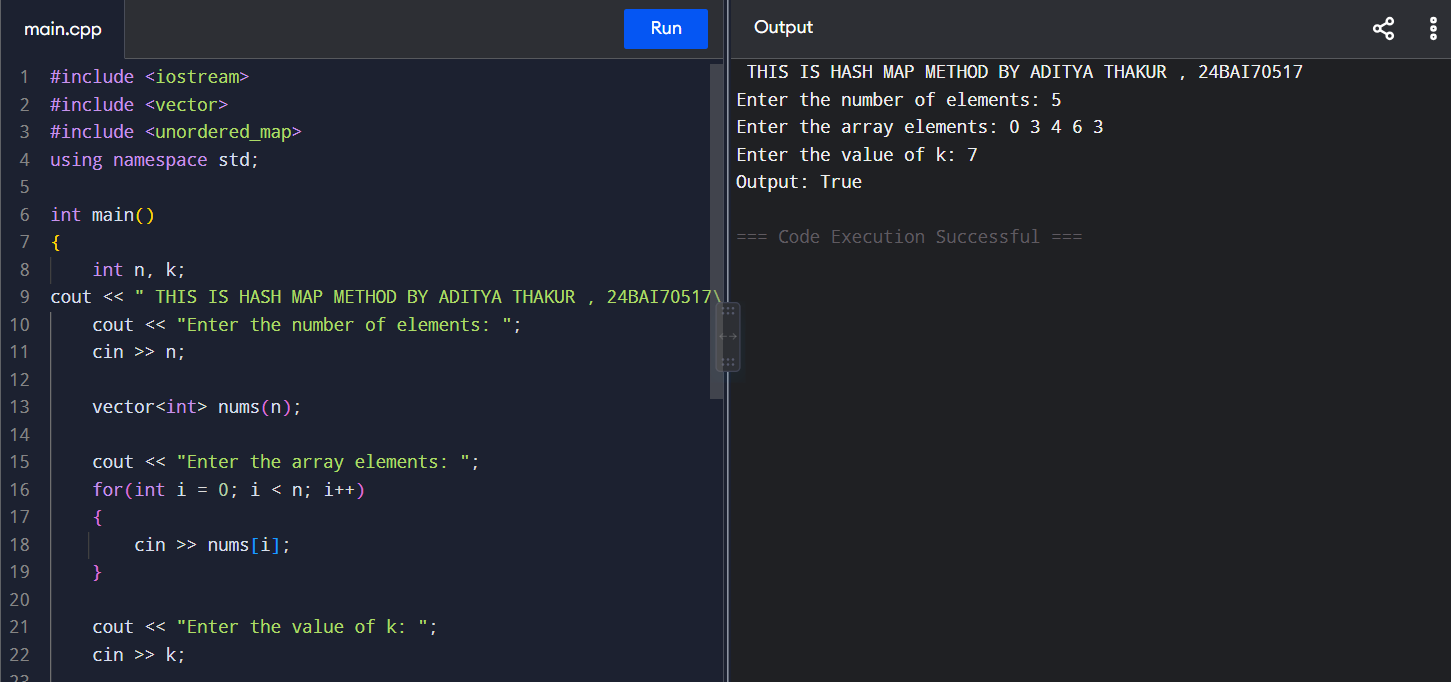 main.cpp
Run
1 #include <iostream>
2 #include <vector>
3 #include <unordered_map>
4 using namespace std;
5
6 int main()
7 {
8     int n, k;
9 cout << " THIS IS HASH MAP METHOD BY ADITYA THAKUR , 24BAI70517\
10     cout << "Enter the number of elements: ";
11     cin >> n;
12
13     vector<int> nums(n);
14
15     cout << "Enter the array elements: ";
16     for(int i = 0; i < n; i++)
17     {
18         cin >> nums[i];
19     }
20
21     cout << "Enter the value of k: ";
22     cin >> k;
23
Output
 THIS IS HASH MAP METHOD BY ADITYA THAKUR , 24BAI70517
Enter the number of elements: 5
Enter the array elements: 0 3 4 6 3
Enter the value of k: 7
Output: True
=== Code Execution Successful ===